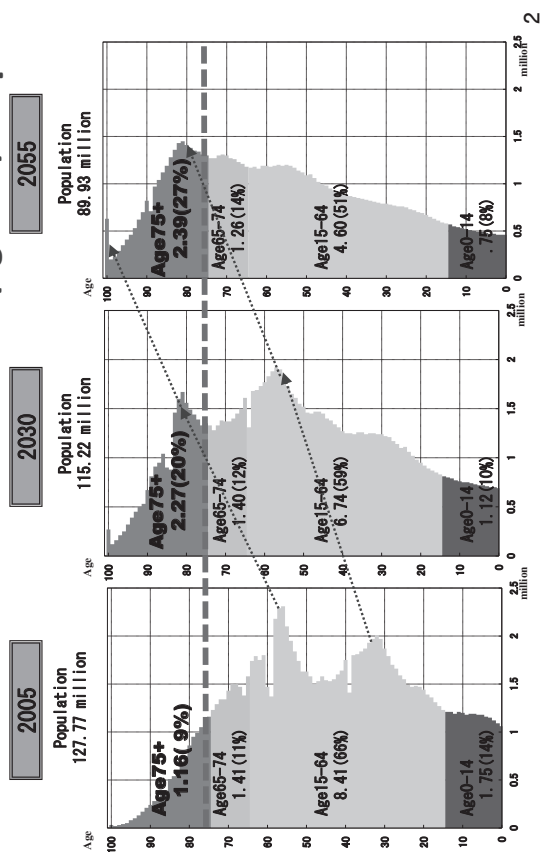 2005
Population
127.77 million
Age
100
90
80
70
60
50
40
30
20
10
0
Age75+
1.16( 9%)
Age65-74
1.41(11%)
Age15-64
8.41(66%)
Age0-14
1.75(14%)
0
0.5
1
1.5
2
2.5
million
2030
Population
115.22 million
Age
100
90
80
70
60
50
40
30
20
10
0
Age75+
2.27(20%)
Age65-74
1.40(12%)
Age15-64
6.74(59%)
Age0-14
1.12(10%)
0
0.5
1
1.5
2
2.5
million
2055
Population
89.93 million
Age
100
90
80
70
60
50
40
30
20
10
0
Age75+
2.39(27%)
Age65-74
1.26(14%)
Age15-64
4.60(51%)
Age0-14
.75(8%)
0
0.5
1
1.5
2
2.5
million
2